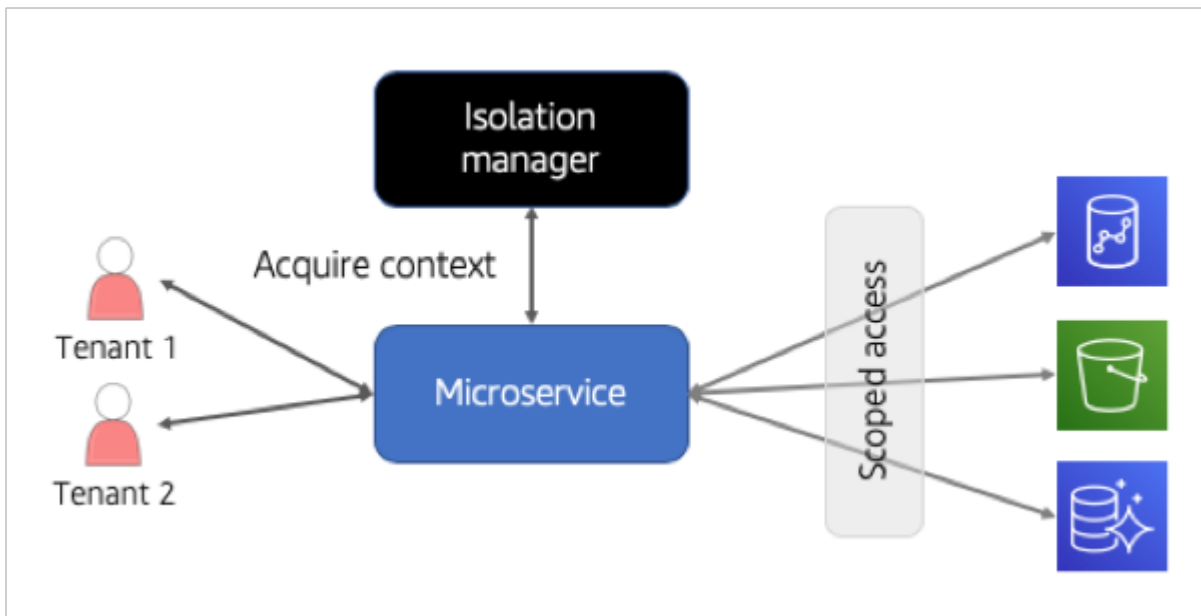 Isolation
manager
Acquire context
Tenant 1
Microservice
Scoped access
Tenant 2